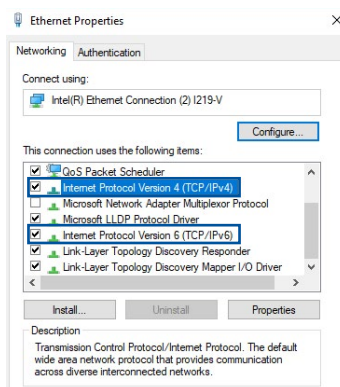 Ethernet Properties
Networking Authentication
Connect using:
Intel(R) Ethernet Connection (2) I219-V
Configure...
This connection uses the following items:
QoS Packet Scheduler
Internet Protocol Version 4 (TCP/IPv4)
Microsoft Network Adapter Multiplexor Protocol
Microsoft LLDP Protocol Driver
Internet Protocol Version 6 (TCP/IPv6)
Link-Layer Topology Discovery Responder
Link-Layer Topology Discovery Mapper I/O Driver
Install... Uninstall Properties
Description
Transmission Control Protocol/Internet Protocol. The default
wide area network protocol that provides communication
across diverse interconnected networks.